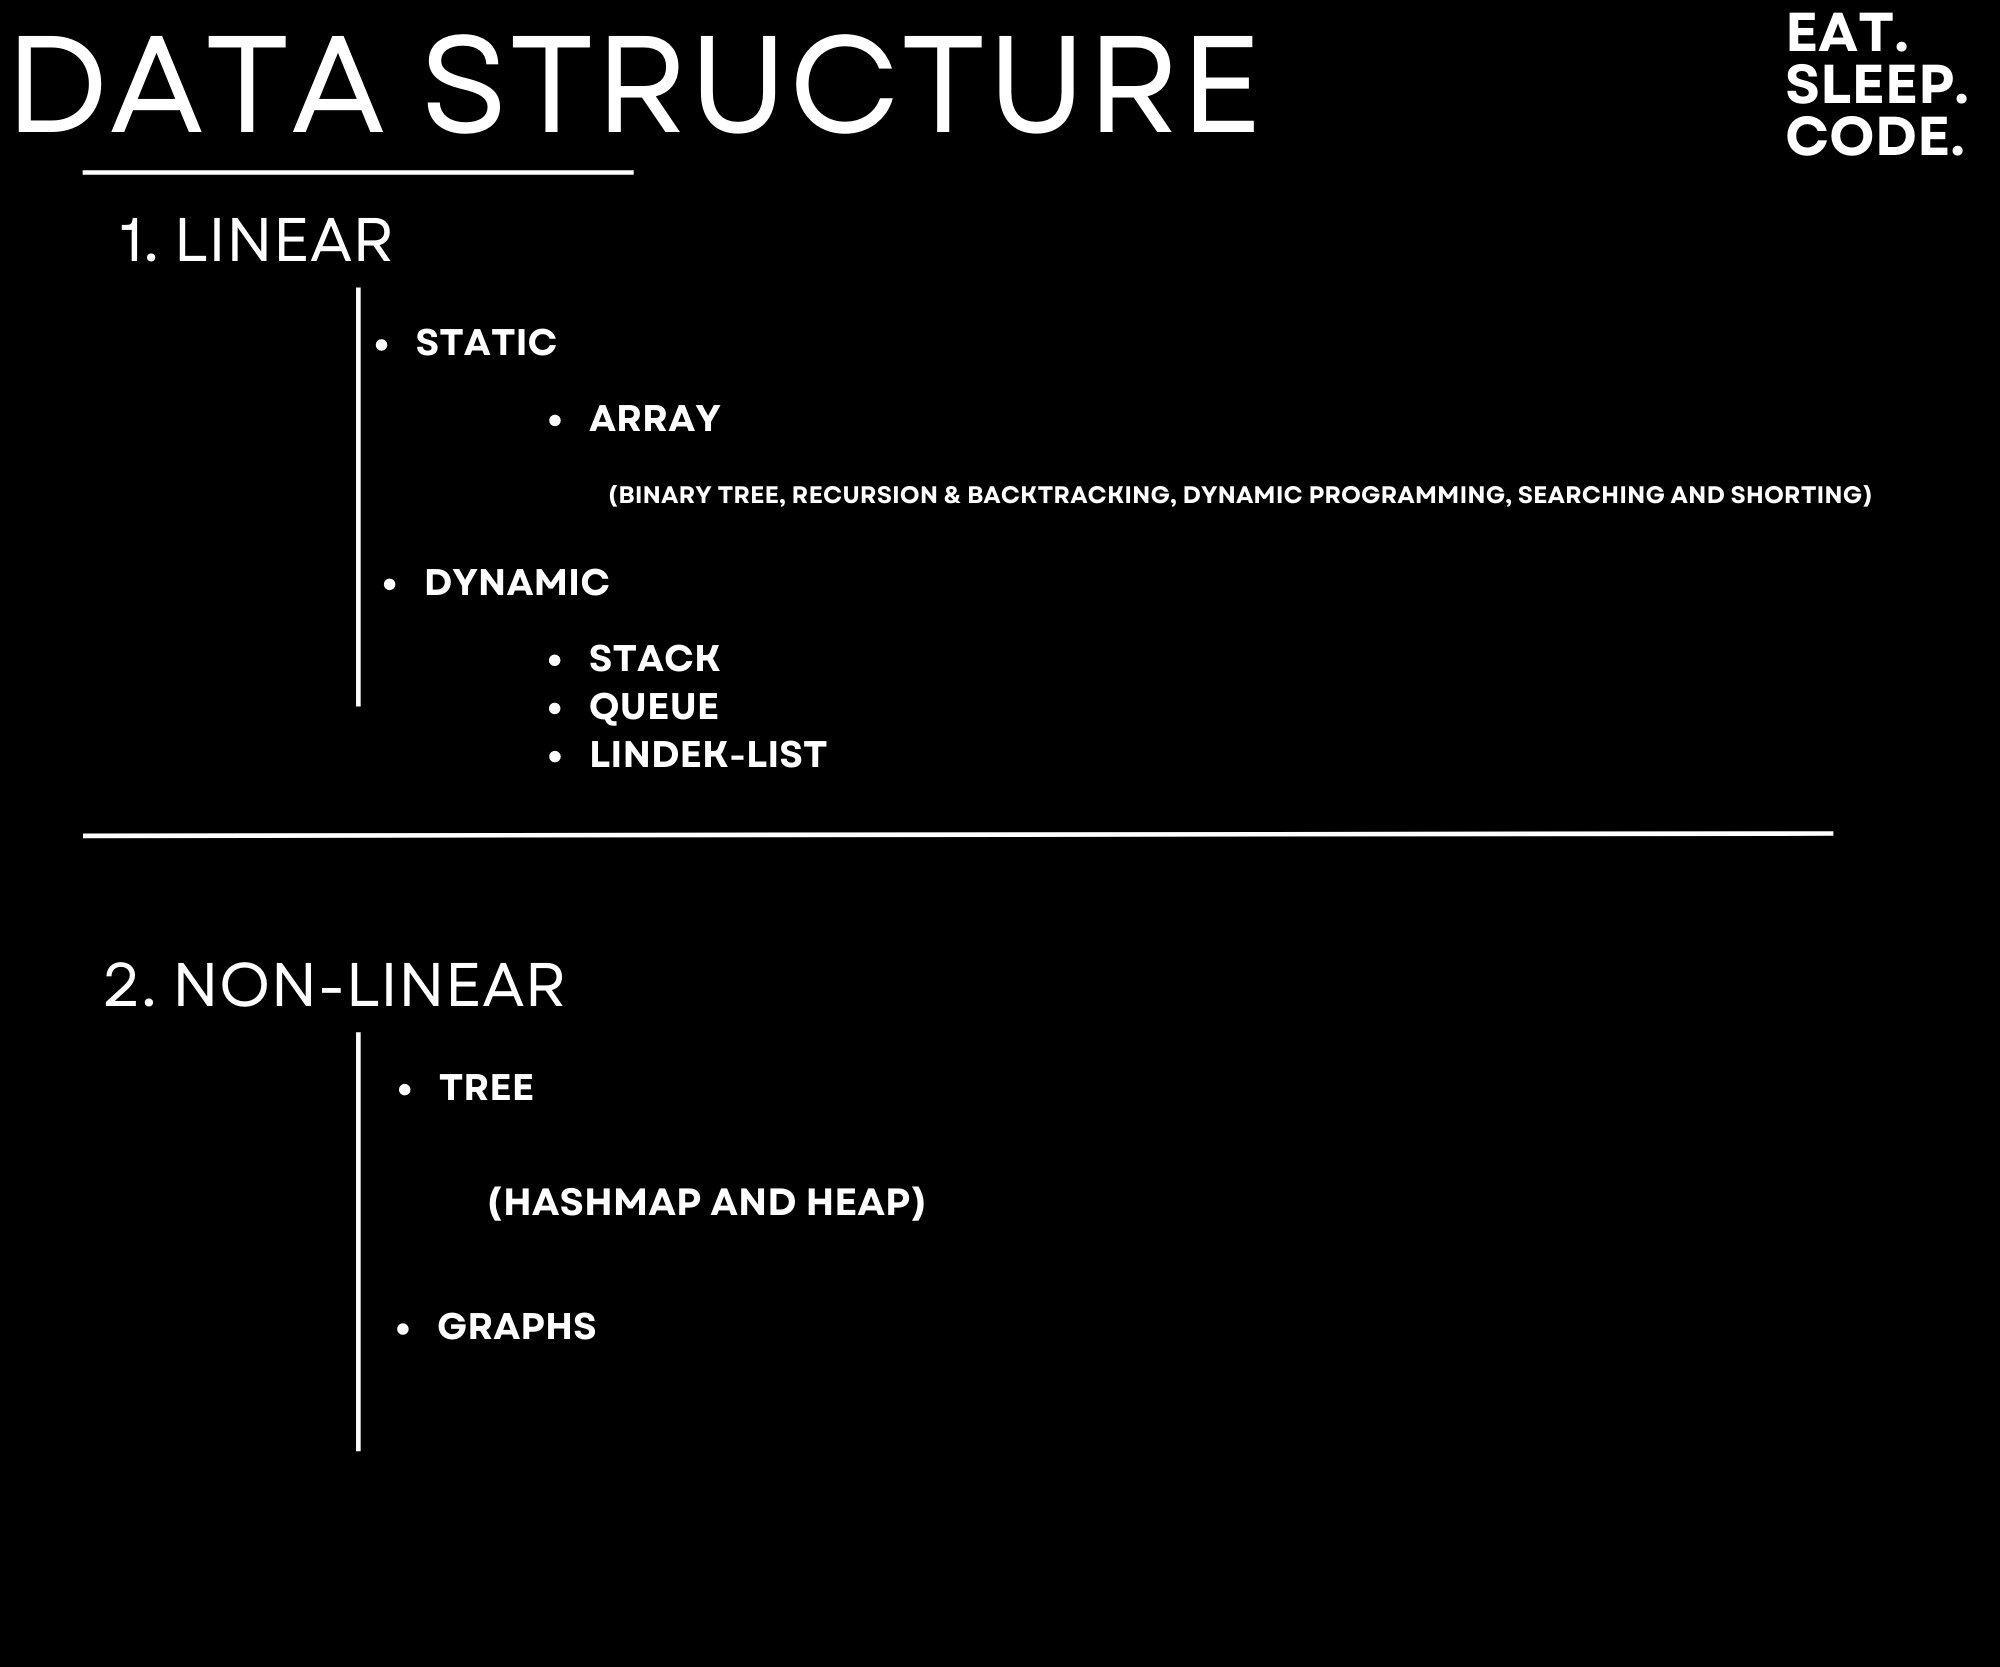 DATA STRUCTURE
EAT.
SLEEP.
CODE.
1. LINEAR
• STATIC
• ARRAY
(BINARY TREE, RECURSION & BACKTRACKING, DYNAMIC PROGRAMMING, SEARCHING AND SHORTING)
• DYNAMIC
• STACK
• QUEUE
• LINDEK-LIST
2. NON-LINEAR
• TREE
(HASHMAP AND HEAP)
• GRAPHS